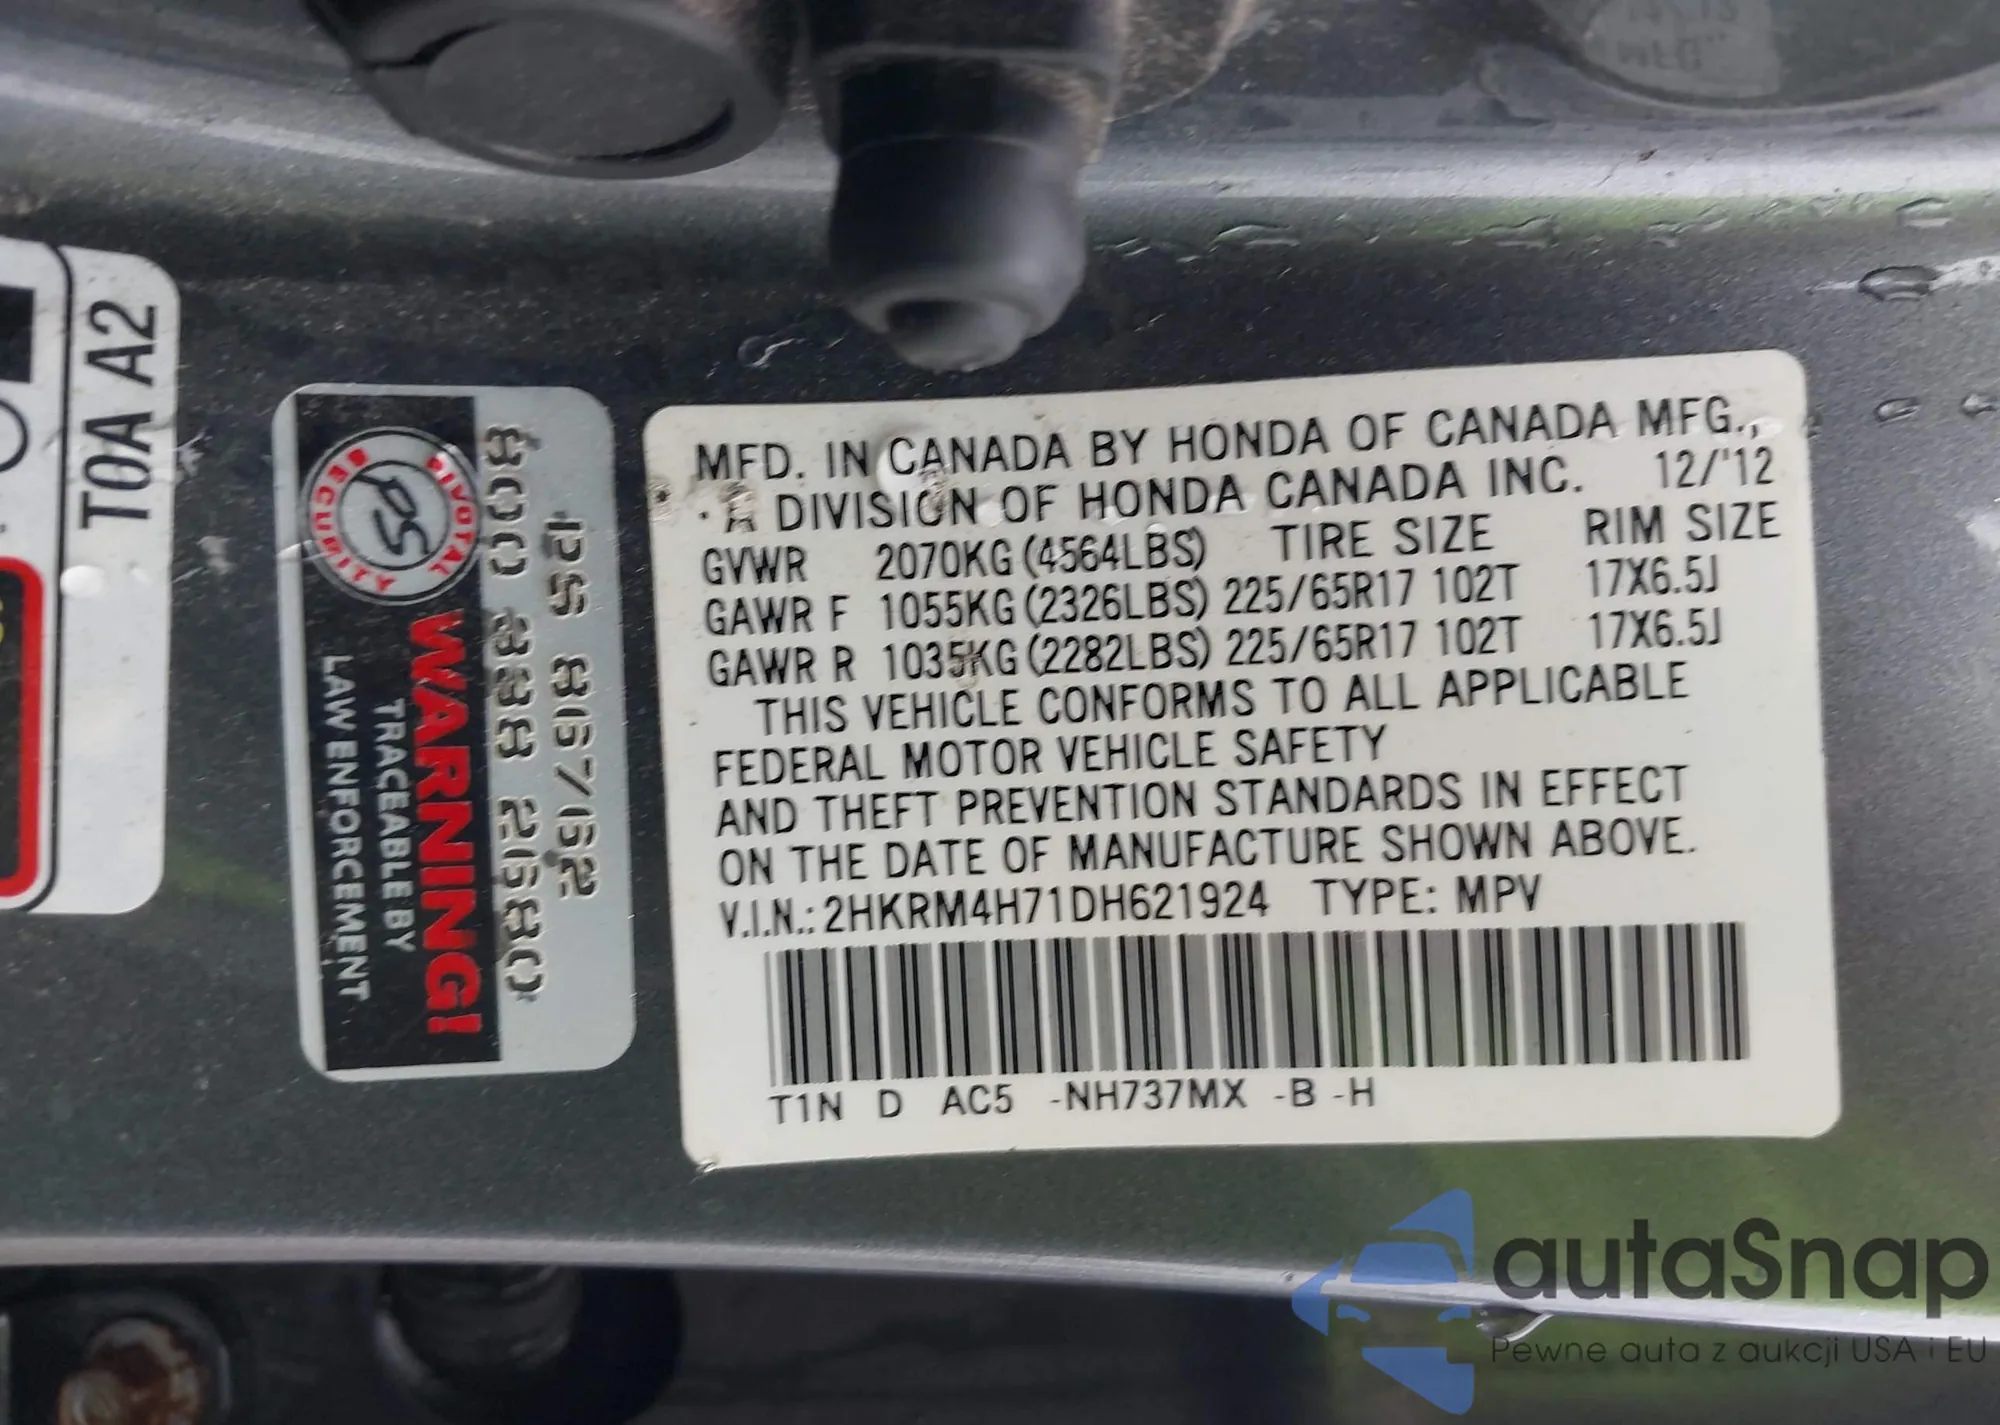 T0A A2
PIVOTAL
PS
SECURITY
WARNING!
TRACEABLE BY
LAW ENFORCEMENT
PS 867162
800 338 2680
MFD. IN CANADA BY HONDA OF CANADA MFG.,
A DIVISION OF HONDA CANADA INC. 12/'12
GVWR 2070KG (4564LBS) TIRE SIZE RIM SIZE
GAWR F 1055KG (2326LBS) 225/65R17 102T 17X6.5J
GAWR R 1035KG (2282LBS) 225/65R17 102T 17X6.5J
THIS VEHICLE CONFORMS TO ALL APPLICABLE
FEDERAL MOTOR VEHICLE SAFETY
AND THEFT PREVENTION STANDARDS IN EFFECT
ON THE DATE OF MANUFACTURE SHOWN ABOVE.
V.I.N.: 2HKRM4H71DH621924 TYPE: MPV
T1N D AC5 -NH737MX -B -H
autaSnap
Pewne auta z aukcji USA i EU